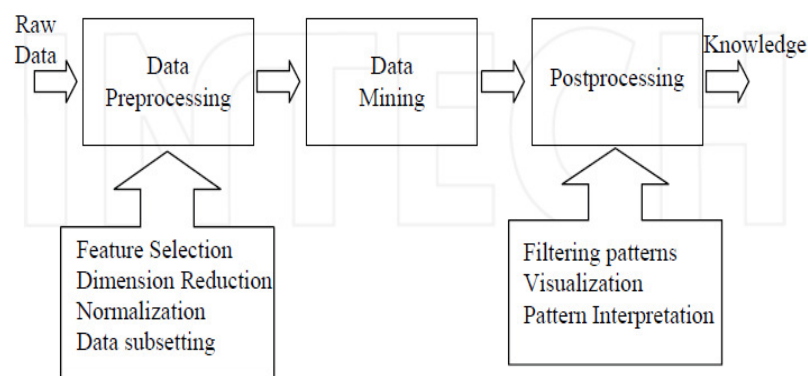 Raw
Data
Data
Preprocessing
Data
Mining
Postprocessing
Knowledge
Feature Selection
Dimension Reduction
Normalization
Data subsetting
Filtering patterns
Visualization
Pattern Interpretation
INTECH